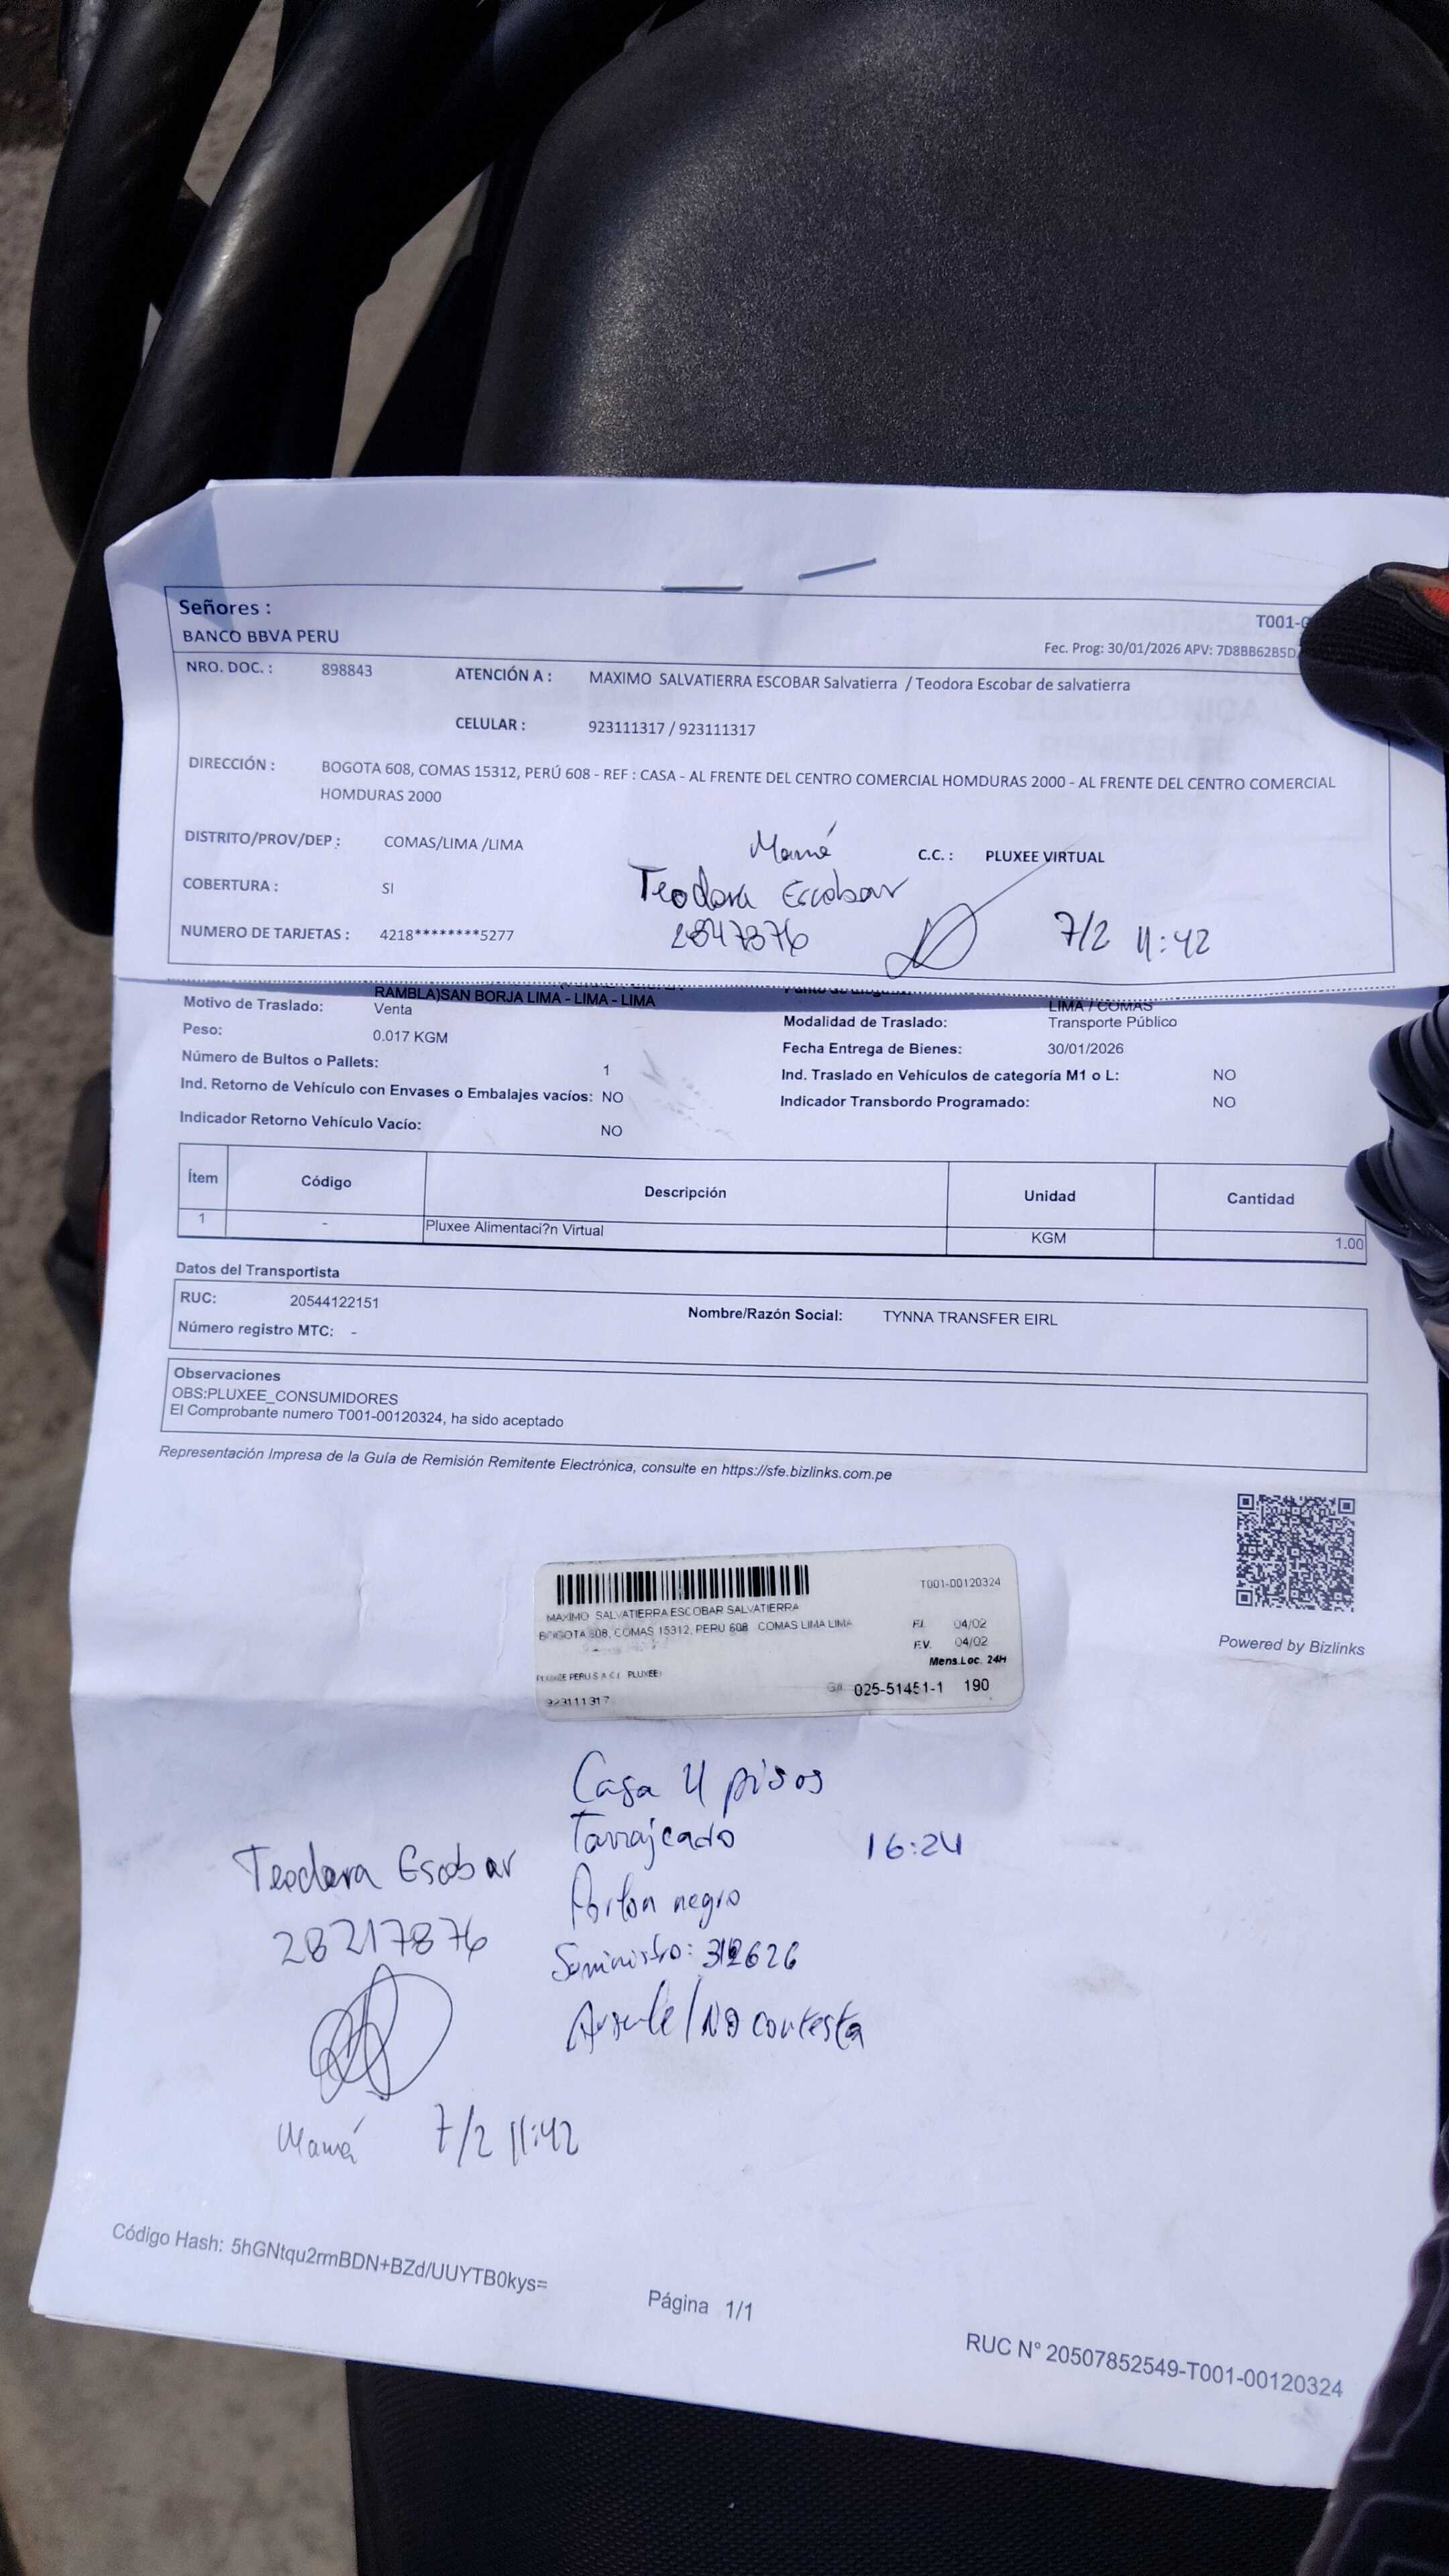 Señores :
BANCO BBVA PERU
T001-
Fec. Prog: 30/01/2026 APV: 7D8BB62B5D
NRO. DOC. : 898843
ATENCIÓN A : MAXIMO SALVATIERRA ESCOBAR Salvatierra / Teodora Escobar de salvatierra
CELULAR : 923111317 / 923111317
DIRECCIÓN : BOGOTA 608, COMAS 15312, PERÚ 608 - REF : CASA - AL FRENTE DEL CENTRO COMERCIAL HOMDURAS 2000 - AL FRENTE DEL CENTRO COMERCIAL
HOMDURAS 2000
DISTRITO/PROV/DEP : COMAS/LIMA /LIMA
Mamá
C.C. : PLUXEE VIRTUAL
COBERTURA : SI
Teodora Escobar
NUMERO DE TARJETAS : 4218********5277
7/2 11:42
RAMBLA)SAN BORJA LIMA - LIMA - LIMA
LIMA / COMAS
Motivo de Traslado: Venta
Modalidad de Traslado: Transporte Público
Peso: 0.017 KGM
Fecha Entrega de Bienes: 30/01/2026
Número de Bultos o Pallets: 1
Ind. Traslado en Vehículos de categoría M1 o L: NO
Ind. Retorno de Vehículo con Envases o Embalajes vacíos: NO
Indicador Transbordo Programado: NO
Indicador Retorno Vehículo Vacío: NO
Ítem Código Descripción Unidad Cantidad
1 - Pluxee Alimentaci?n Virtual KGM 1.00
Datos del Transportista
RUC: 20544122151
Nombre/Razón Social: TYNNA TRANSFER EIRL
Número registro MTC: -
Observaciones
OBS:PLUXEE_CONSUMIDORES
El Comprobante numero T001-00120324, ha sido aceptado
Representación Impresa de la Guía de Remisión Remitente Electrónica, consulte en https://sfe.bizlinks.com.pe
Powered by Bizlinks
T001-00120324
MAXIMO SALVATIERRA ESCOBAR SALVATIERRA
BOGOTA 608, COMAS 15312, PERU 608 COMAS LIMA LIMA
F.I. 04/02
F.V. 04/02
Mens.Loc. 24H
PLUXEE PERU S A C ( PLUXEE)
025-51451-1 190
923111317
Casa 4 pisos
Tarrajeado
16:24
Porton negro
Suministro:
Ausente/No contesta
Teodora Escobar
28217876
Mamá 7/2 11:42
Código Hash: 5hGNtqu2rmBDN+BZd/UUYTB0kys=
Página 1/1
RUC N° 20507852549-T001-00120324